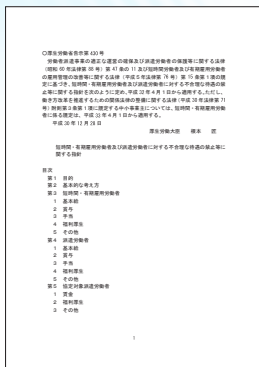 ○厚生労働省告示第430号
労働者派遣事業の適正な運営の確保及び派遣労働者の保護等に関する法律
（昭和60年法律第88号）第47条の11及び短時間労働者及び有期雇用労働者
の雇用管理の改善等に関する法律（平成5年法律第76号）第15条第1項の規
定に基づき、短時間・有期雇用労働者及び派遣労働者に対する不合理な待遇の禁
止等に関する指針を次のように定め、平成32年4月1日から適用する。ただし、
働き方改革を推進するための関係法律の整備に関する法律（平成30年法律第71
号）附則第3条第1項に規定する中小事業主については、短時間・有期雇用労働
者に係る規定は、平成33年4月1日から適用する。
平成30年12月28日
厚生労働大臣　根本　匠
短時間・有期雇用労働者及び派遣労働者に対する不合理な待遇の禁止等に
関する指針
目次
第1　目的
第2　基本的な考え方
第3　短時間・有期雇用労働者
1　基本給
2　賞与
3　手当
4　福利厚生
5　その他
第4　派遣労働者
1　基本給
2　賞与
3　手当
4　福利厚生
5　その他
第5　協定対象派遣労働者
1　賃金
2　福利厚生
3　その他
1